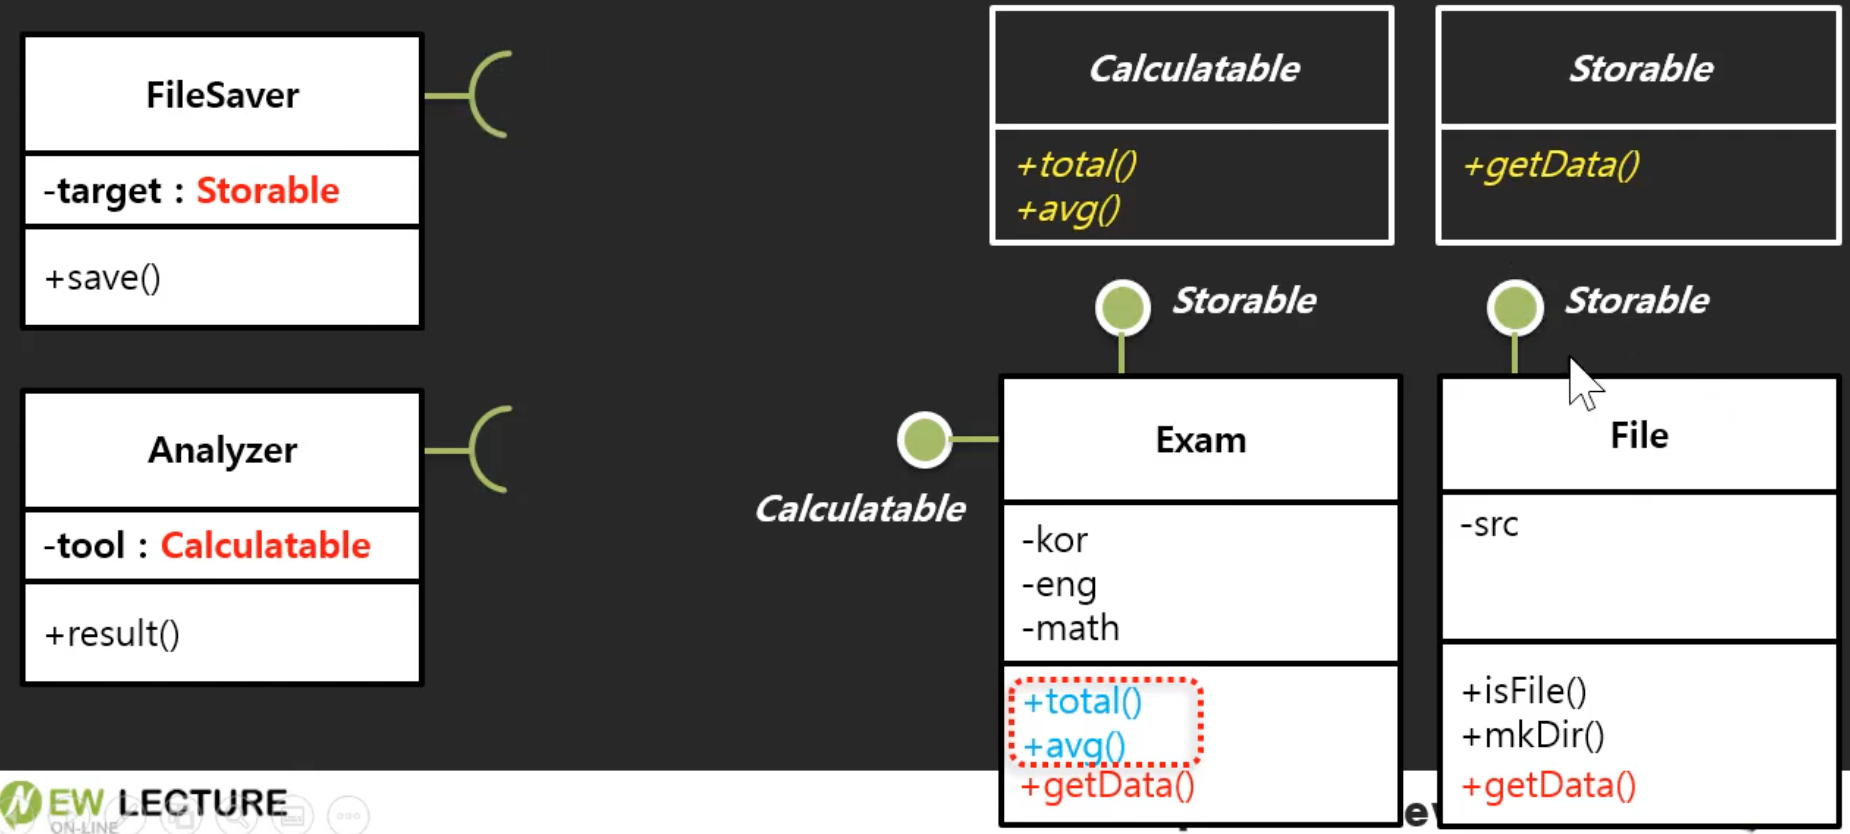 FileSaver
-target : Storable
+save()
Analyzer
-tool : Calculatable
+result()
Calculatable
+total()
+avg()
Storable
+getData()
Storable
Storable
Calculatable
Exam
-kor
-eng
-math
+total()
+avg()
+getData()
File
-src
+isFile()
+mkDir()
+getData()
NEW LECTURE
ON-LINE